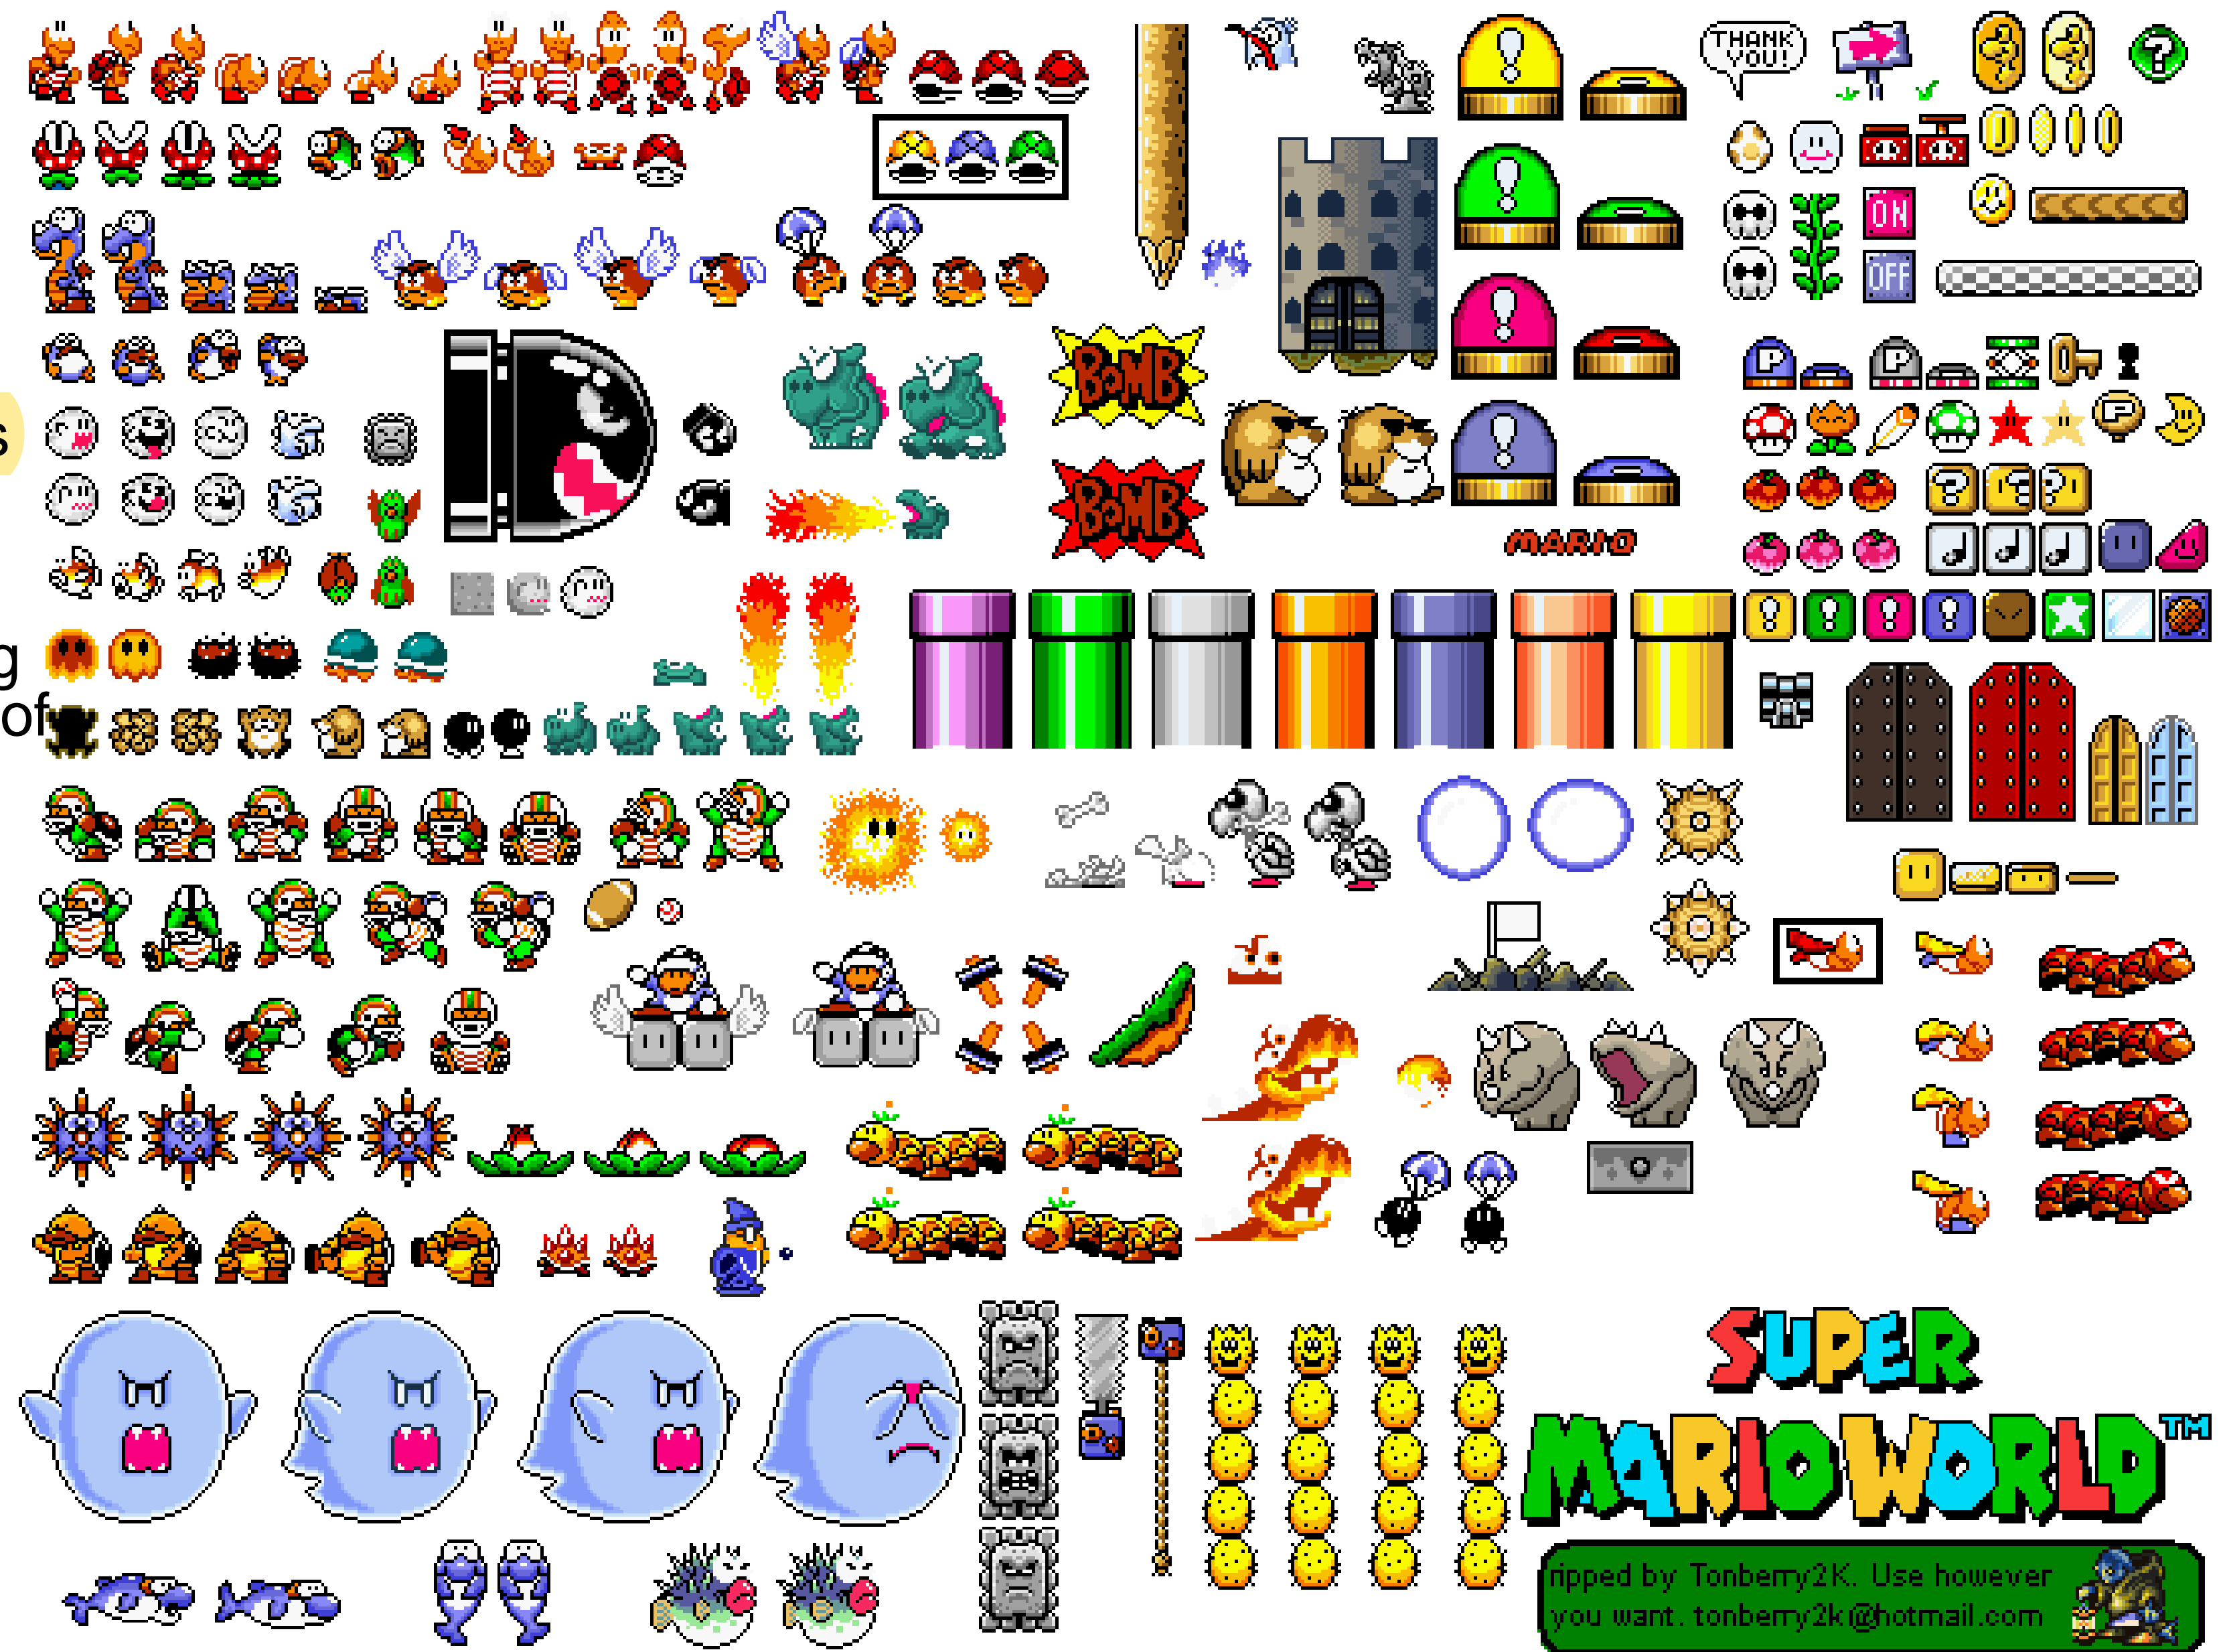 THANK
YOU!
ON
OFF
P
P
P
BOMB
BOMB
MARIO
s
g
of
SUPER
MARIO WORLD™
ripped by Tonberry2K. Use however
you want. tonberry2k@hotmail.com